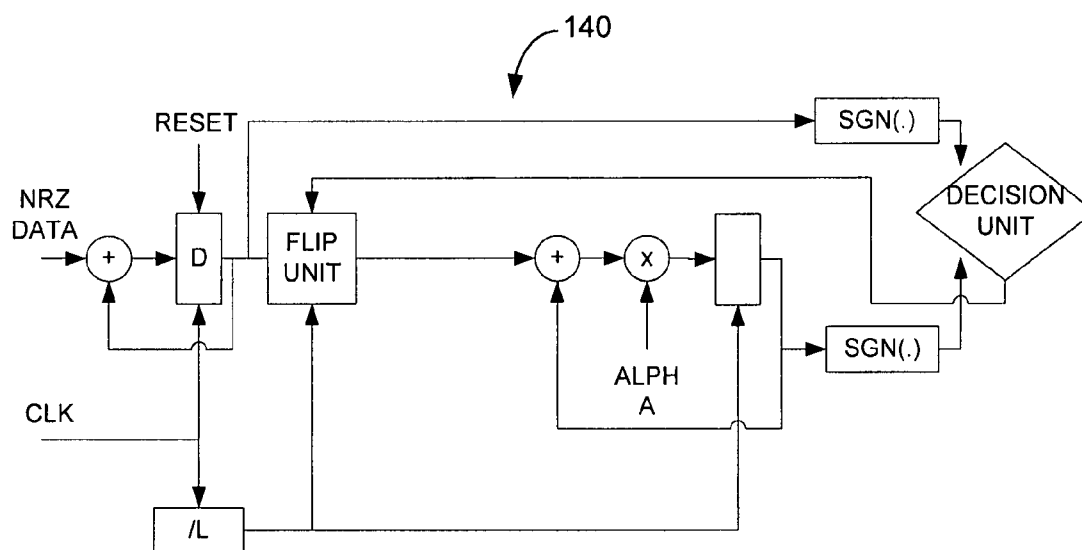 140
RESET
SGN(.)
NRZ
DATA
+
D
FLIP
UNIT
+
X
DECISION
UNIT
SGN(.)
ALPH
A
CLK
/L